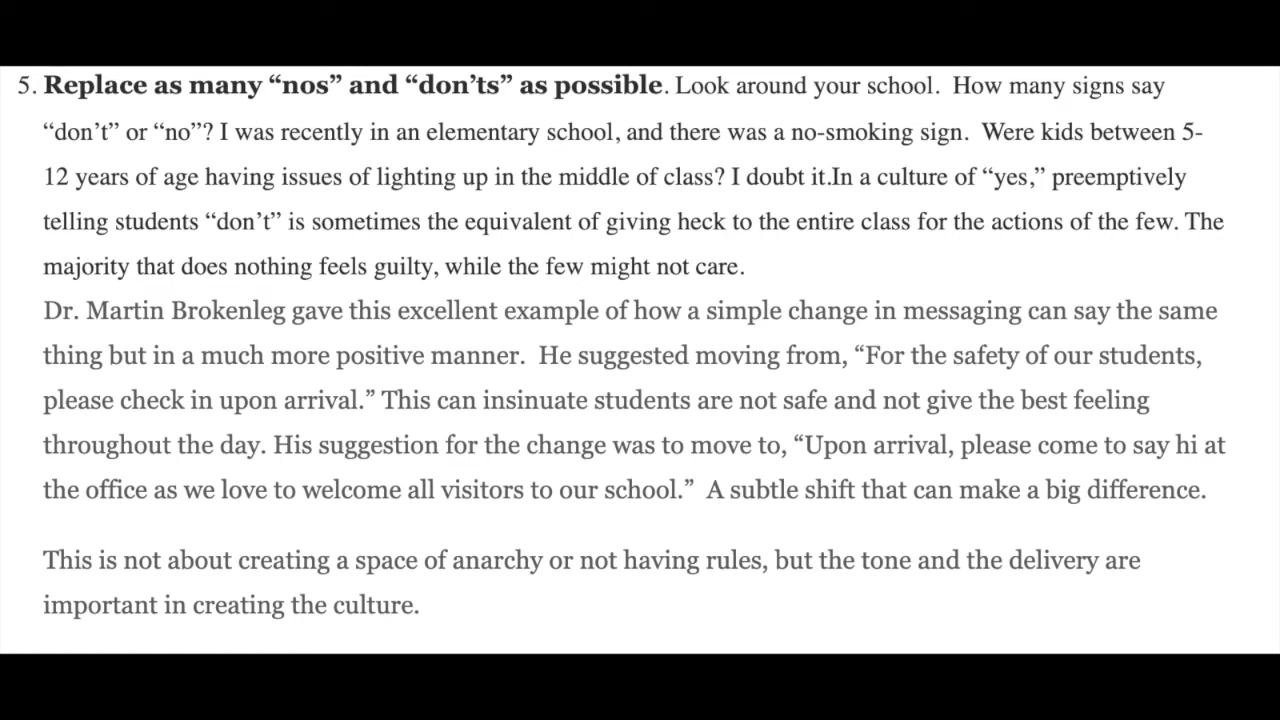 5. Replace as many “nos” and “don’ts” as possible. Look around your school.  How many signs say
“don’t” or “no”? I was recently in an elementary school, and there was a no-smoking sign.  Were kids between 5-
12 years of age having issues of lighting up in the middle of class? I doubt it.In a culture of “yes,” preemptively
telling students “don’t” is sometimes the equivalent of giving heck to the entire class for the actions of the few. The
majority that does nothing feels guilty, while the few might not care.
Dr. Martin Brokenleg gave this excellent example of how a simple change in messaging can say the same
thing but in a much more positive manner.  He suggested moving from, “For the safety of our students,
please check in upon arrival.” This can insinuate students are not safe and not give the best feeling
throughout the day. His suggestion for the change was to move to, “Upon arrival, please come to say hi at
the office as we love to welcome all visitors to our school.”  A subtle shift that can make a big difference.
This is not about creating a space of anarchy or not having rules, but the tone and the delivery are
important in creating the culture.